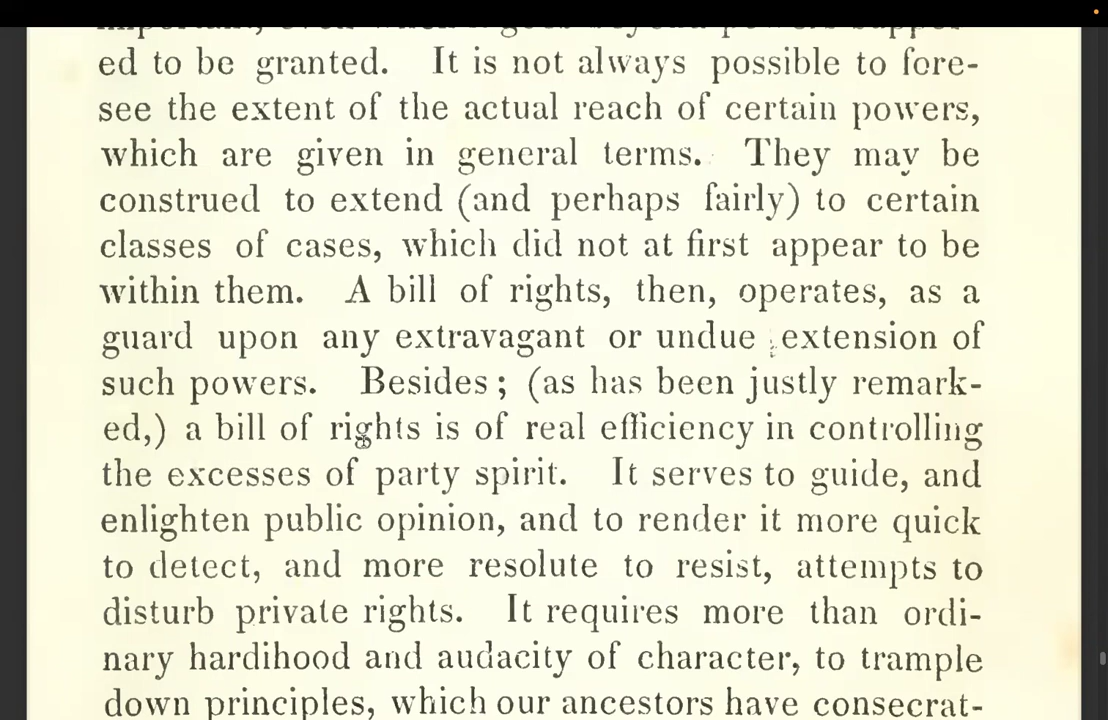 ed to be granted. It is not always possible to fore-
see the extent of the actual reach of certain powers,
which are given in general terms. They may be
construed to extend (and perhaps fairly) to certain
classes of cases, which did not at first appear to be
within them. A bill of rights, then, operates, as a
guard upon any extravagant or undue extension of
such powers. Besides; (as has been justly remark-
ed,) a bill of rights is of real efficiency in controlling
the excesses of party spirit. It serves to guide, and
enlighten public opinion, and to render it more quick
to detect, and more resolute to resist, attempts to
disturb private rights. It requires more than ordi-
nary hardihood and audacity of character, to trample
down principles, which our ancestors have consecrat-